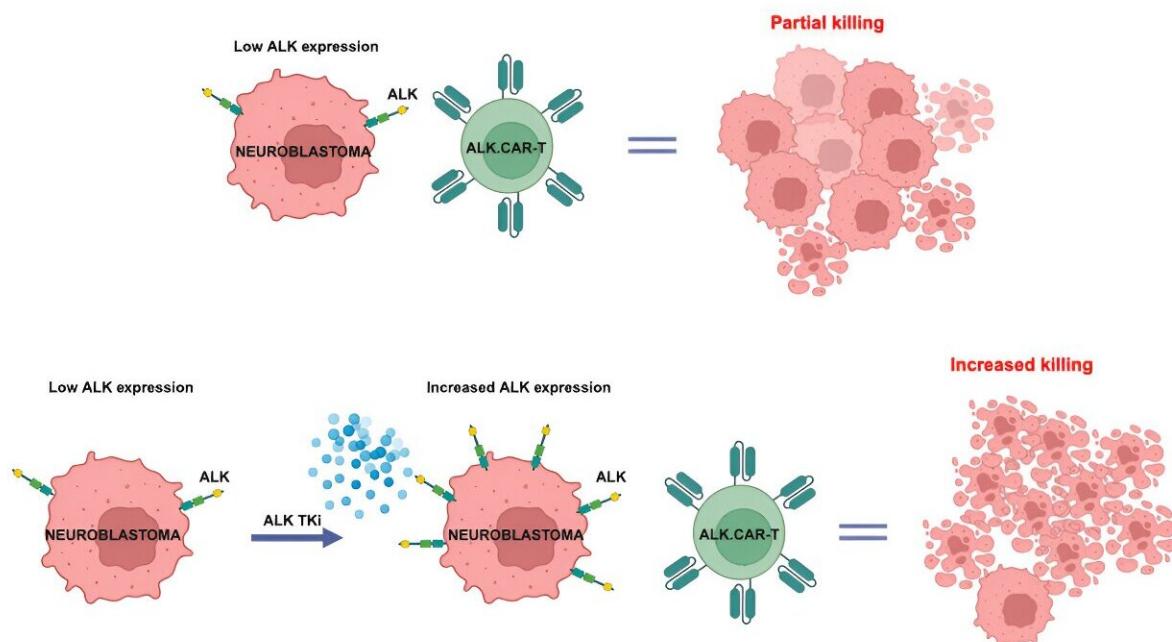 Partial killing
Low ALK expression
ALK
NEUROBLASTOMA
ALK.CAR-T
Increased killing
Low ALK expression
Increased ALK expression
ALK
ALK
NEUROBLASTOMA
ALK TKi
NEUROBLASTOMA
ALK.CAR-T